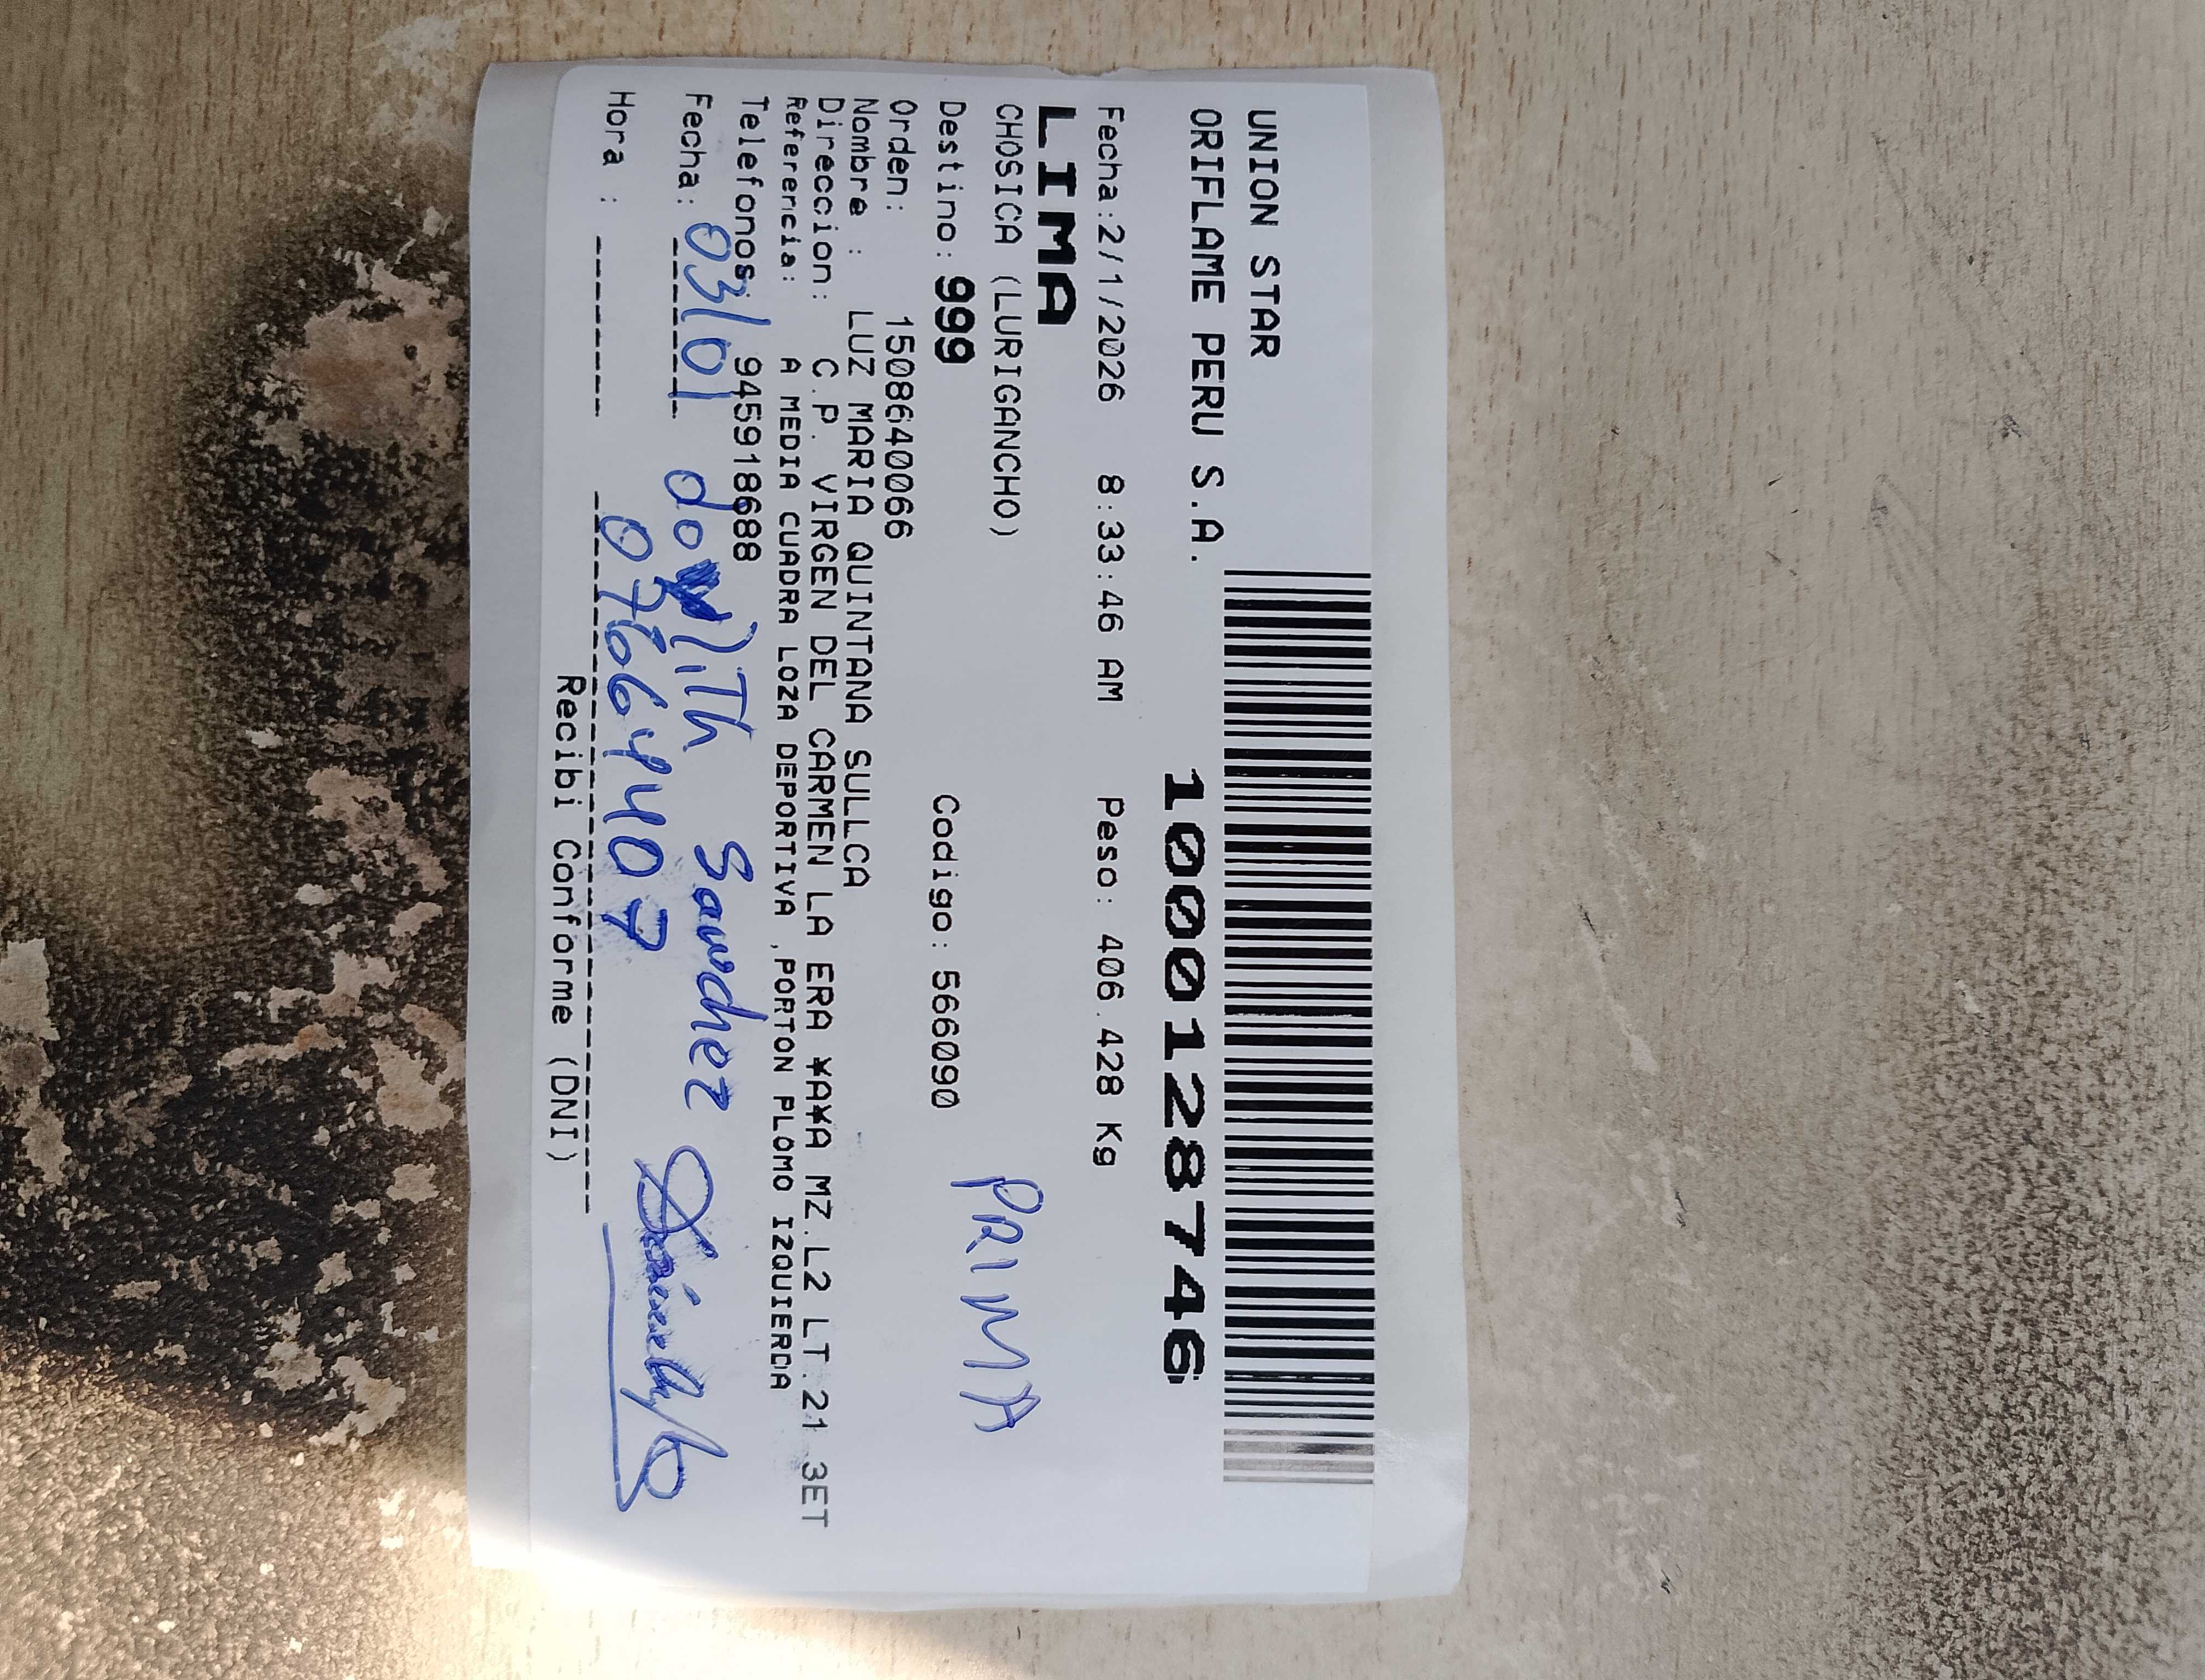 UNION STAR
ORIFLAME PERU S.A.
10000128746
Fecha:2/1/2026 8:33:46 AM Peso: 406.428 Kg
LIMA
CHOSICA (LURIGANCHO)
PRIMA
Destino: 999 Codigo: 566090
Orden: 1508640066
Nombre : LUZ MARIA QUINTANA SULLCA
Direccion: C.P. VIRGEN DEL CARMEN LA ERA ¥A¥A MZ.L2 LT.21 3ET
Referencia: A MEDIA CUADRA LOZA DEPORTIVA ,PORTON PLOMO IZQUIERDA
Telefonos: 945918688
Fecha: 03/01 Sanchez
Hora : 07664407
Recibi Conforme (DNI)